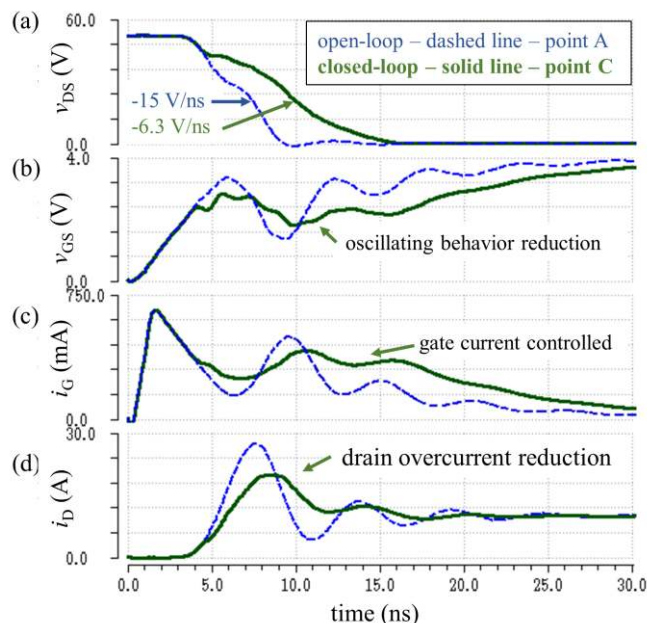 (a)
60.0
open-loop – dashed line – point A
closed-loop – solid line – point C
vDS (V)
-15 V/ns
-6.3 V/ns
0.0
(b)
4.0
vGS (V)
oscillating behavior reduction
0.0
750.0
(c)
gate current controlled
iG (mA)
0.0
30.0
(d)
drain overcurrent reduction
iD (A)
0.0
0.0 5.0 10.0 15.0 20.0 25.0 30.0
time (ns)